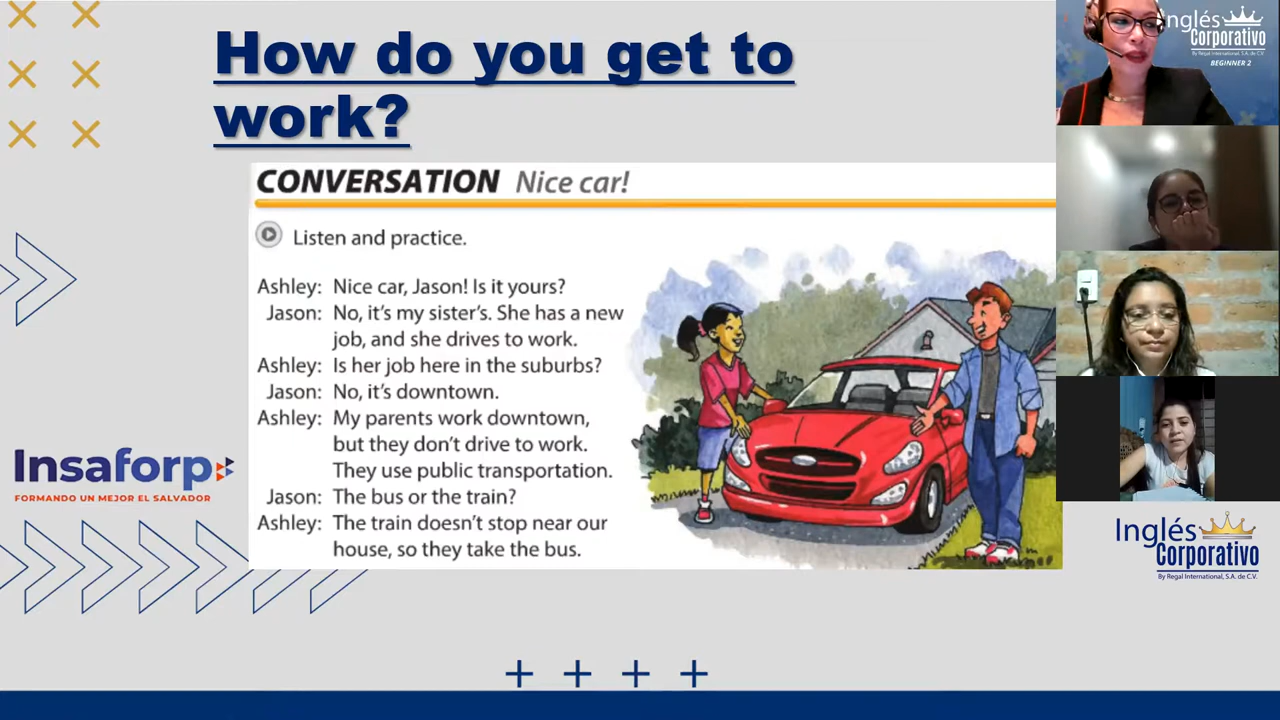 How do you get to
work?
CONVERSATION Nice car!
Listen and practice.
Ashley: Nice car, Jason! Is it yours?
Jason: No, it's my sister's. She has a new
job, and she drives to work.
Ashley: Is her job here in the suburbs?
Jason: No, it's downtown.
Ashley: My parents work downtown,
but they don't drive to work.
They use public transportation.
Jason: The bus or the train?
Ashley: The train doesn't stop near our
house, so they take the bus.
Insaforp
FORMANDO UN MEJOR EL SALVADOR
Inglés
Corporativo
By Regal International, S.A. de C.V.
BEGINNER 2
Inglés
Corporativo
By Regal International, S.A. de C.V.